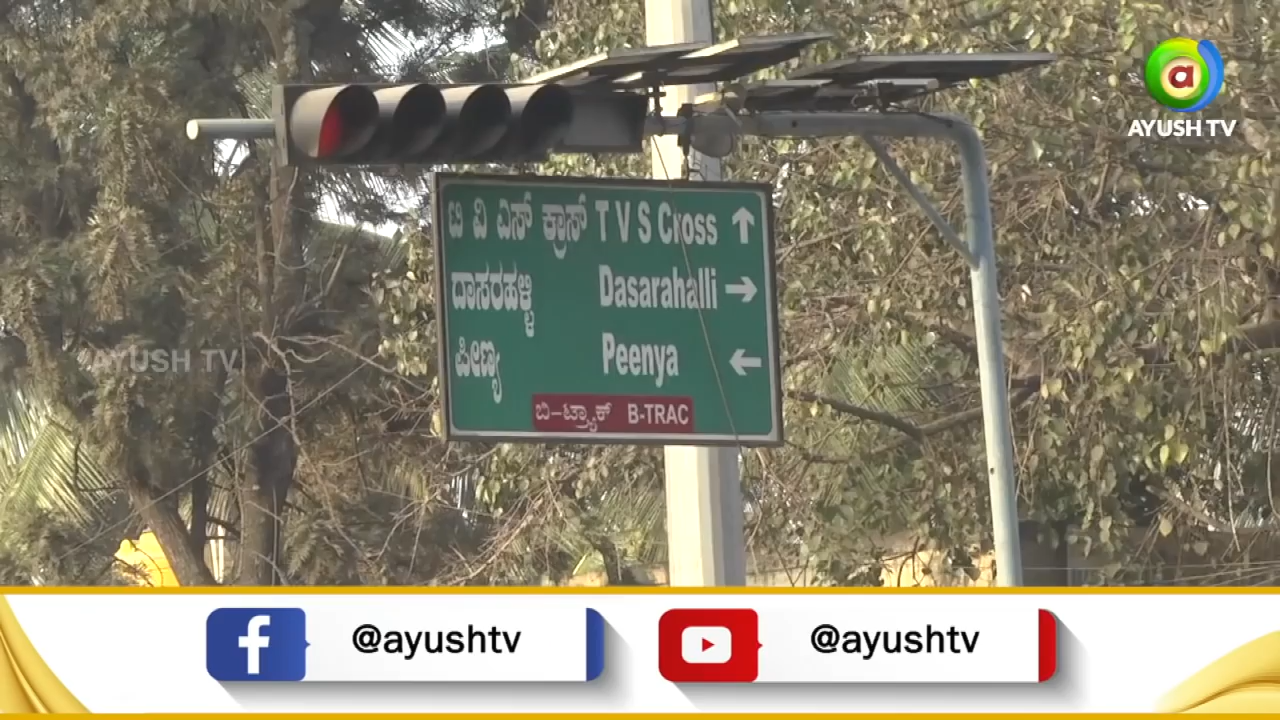 a
AYUSH TV
ಟಿ ವಿ ಎಸ್ ಕ್ರಾಸ್ T V S Cross ↑
ದಾಸರಹಳ್ಳಿ Dasarahalli →
ಪೀಣ್ಯ Peenya ←
ಬಿ-ಟ್ರ್ಯಾಕ್ B-TRAC
AYUSH TV
@ayushtv
@ayushtv